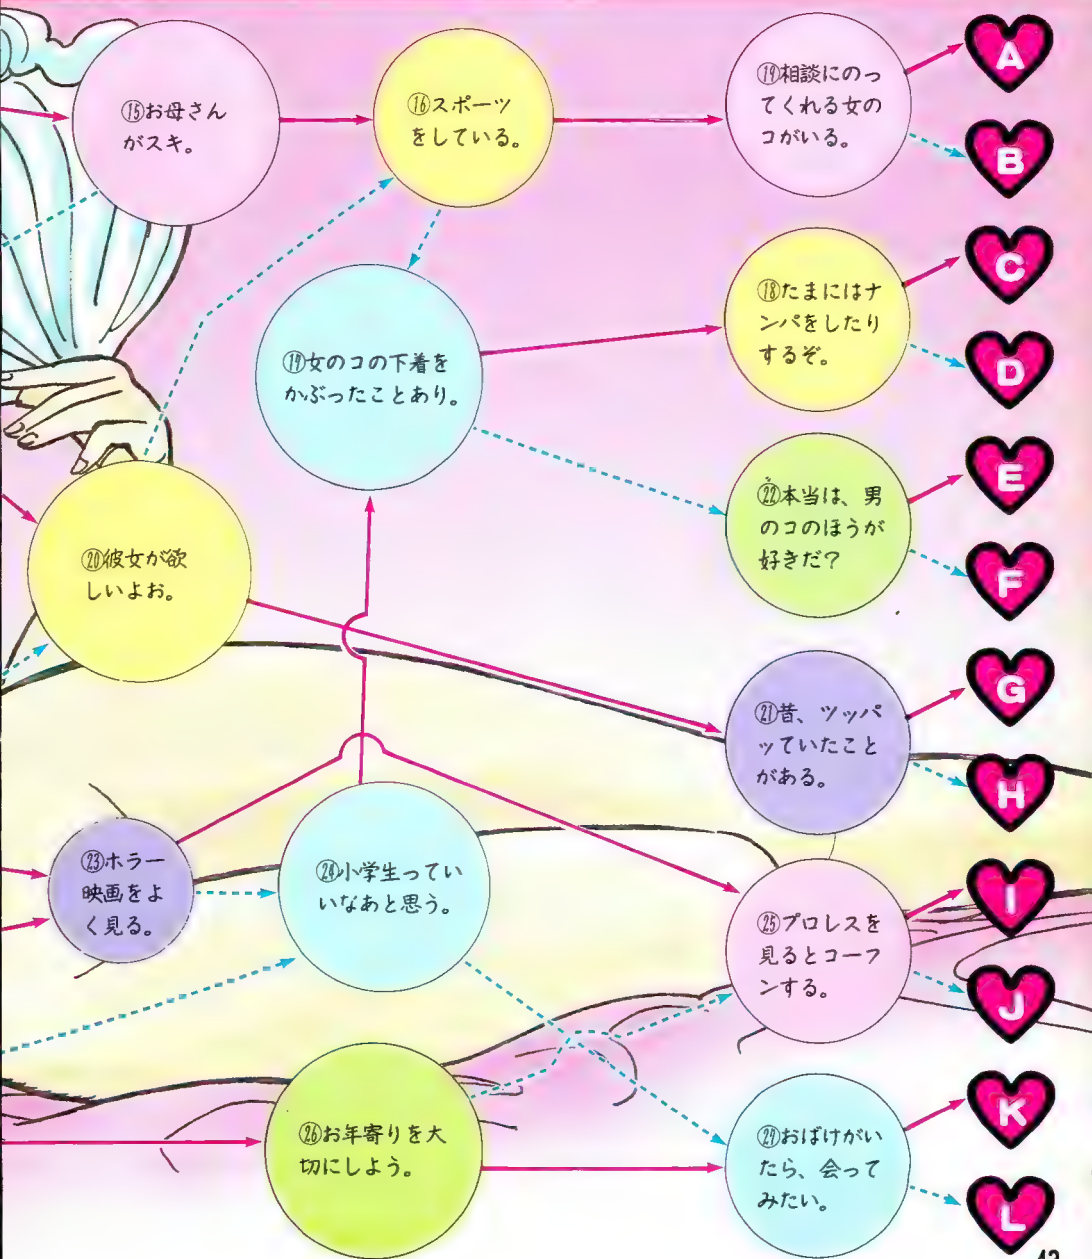 ⑮お母さん
がスキ。
⑯スポーツ
をしている。
⑰相談にのっ
てくれる女の
コがいる。
A
B
⑲女のコの下着を
かぶったことあり。
⑱たまにはナ
ンパをしたり
するぞ。
C
D
㉒本当は、男
のコのほうが
好きだ?
E
F
⑳彼女が欲
しいよお。
㉑昔、ツッパ
ッていたこと
がある。
G
H
㉓ホラー
映画をよ
く見る。
㉔小学生ってい
いなあと思う。
㉕プロレスを
見るとコーフ
ンする。
I
J
㉖お年寄りを大
切にしよう。
㉗おばけがい
たら、会って
みたい。
K
L